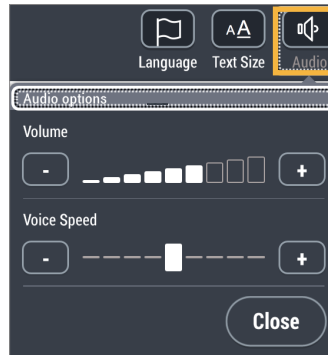 Language Text Size Audio
Audio options
Volume
- +
Voice Speed
- +
Close